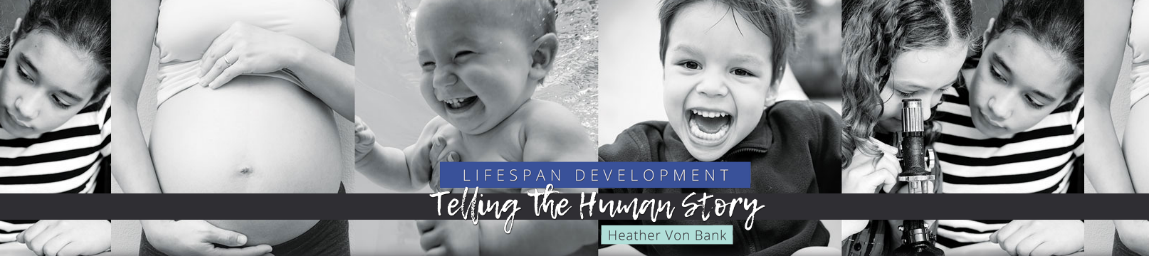 LIFESPAN DEVELOPMENT
Telling the Human Story
Heather Von Bank